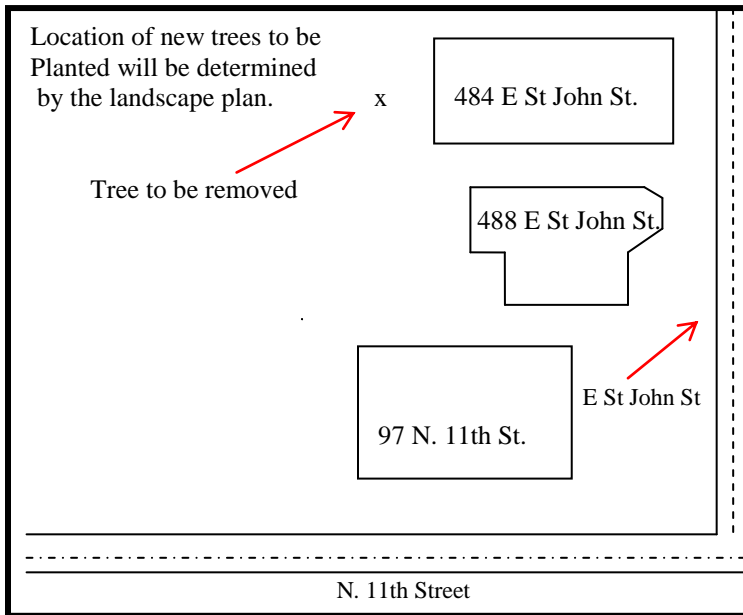 Location of new trees to be
Planted will be determined
by the landscape plan.
x
484 E St John St.
Tree to be removed
488 E St John St.
E St John St
97 N. 11th St.
N. 11th Street